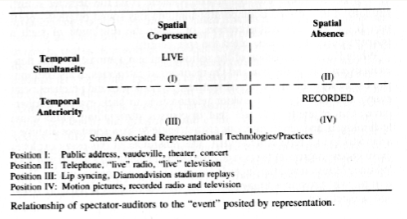 Spatial Spatial
Co-presence Absence
Temporal LIVE
Simultaneity
(I) (II)
Temporal RECORDED
Anteriority
(III) (IV)
Some Associated Representational Technologies/Practices
Position I: Public address, vaudeville, theater, concert
Position II: Telephone, "live" radio, "live" television
Position III: Lip syncing, Diamondvision stadium replays
Position IV: Motion pictures, recorded radio and television
Relationship of spectator-auditors to the "event" posited by representation.